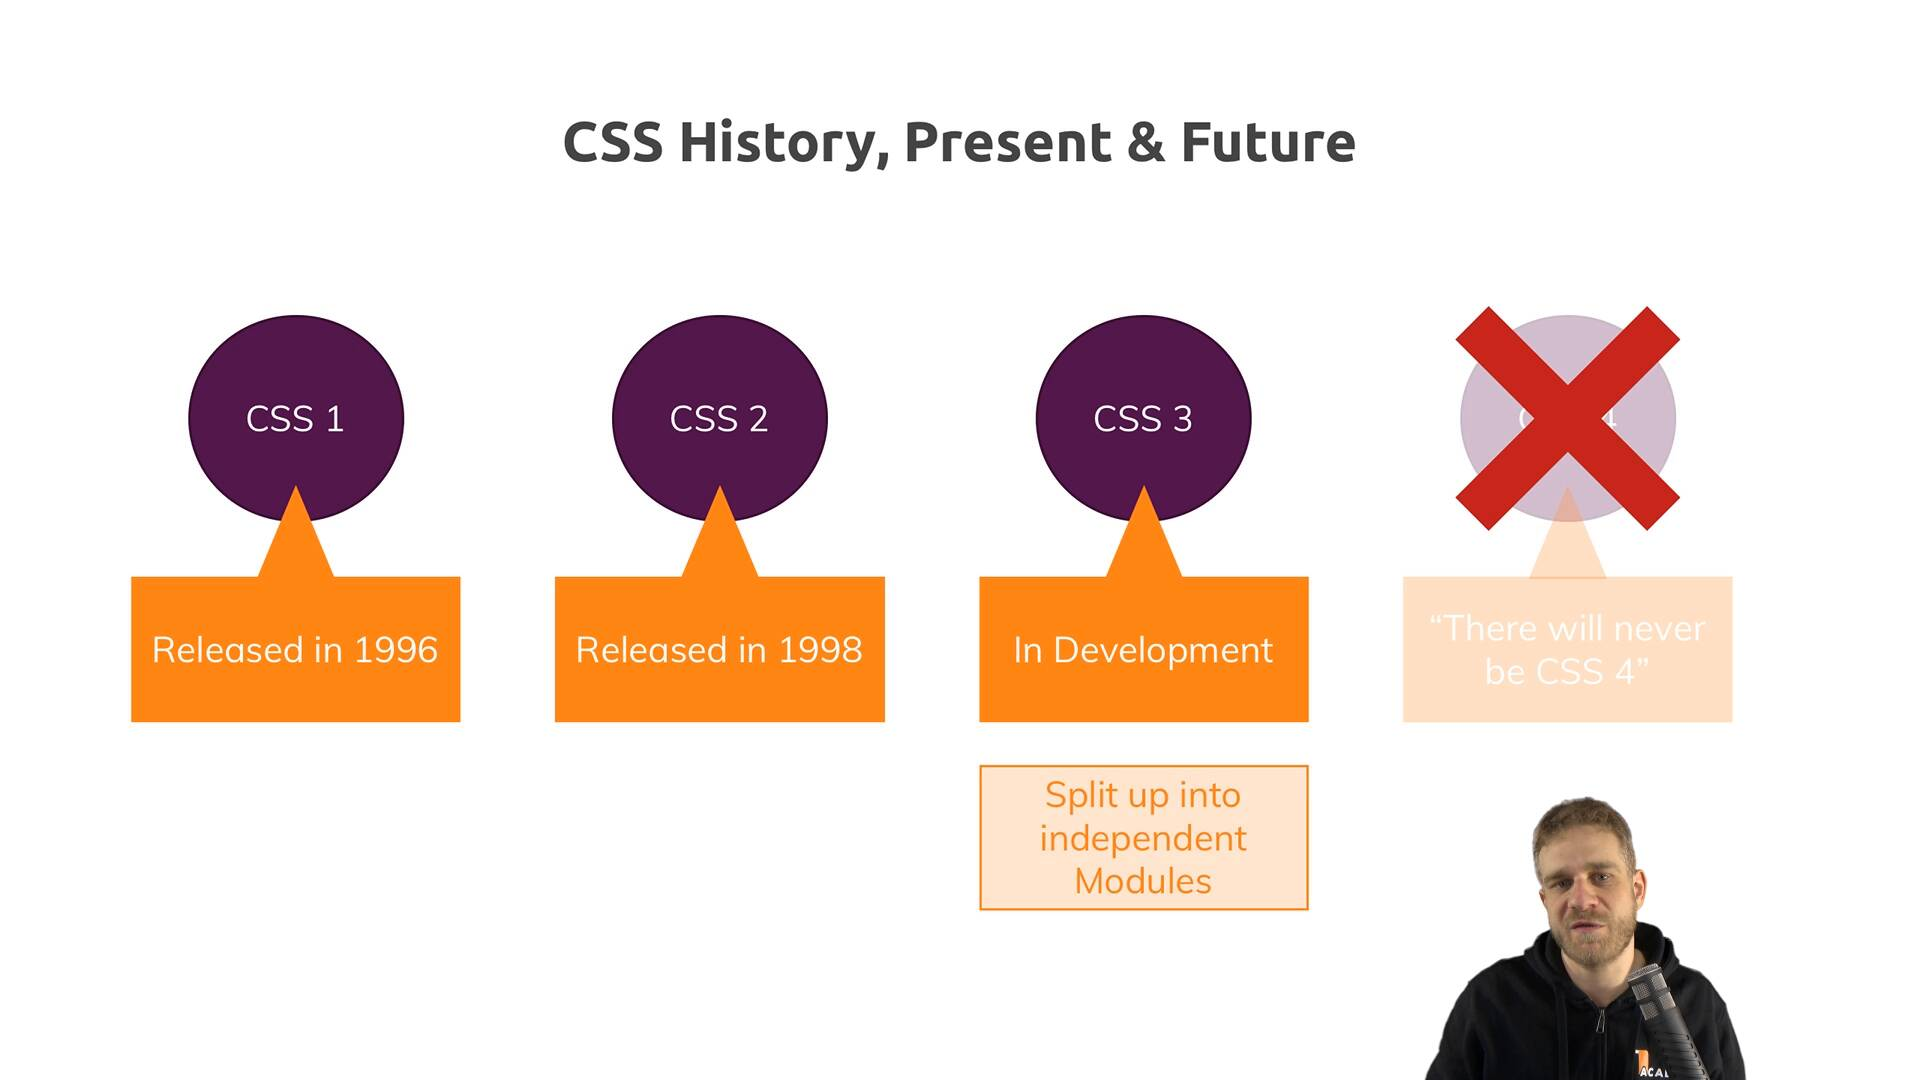 CSS History, Present & Future
CSS 1
CSS 2
CSS 3
Released in 1996
Released in 1998
In Development
“There will never
be CSS 4”
Split up into
independent
Modules